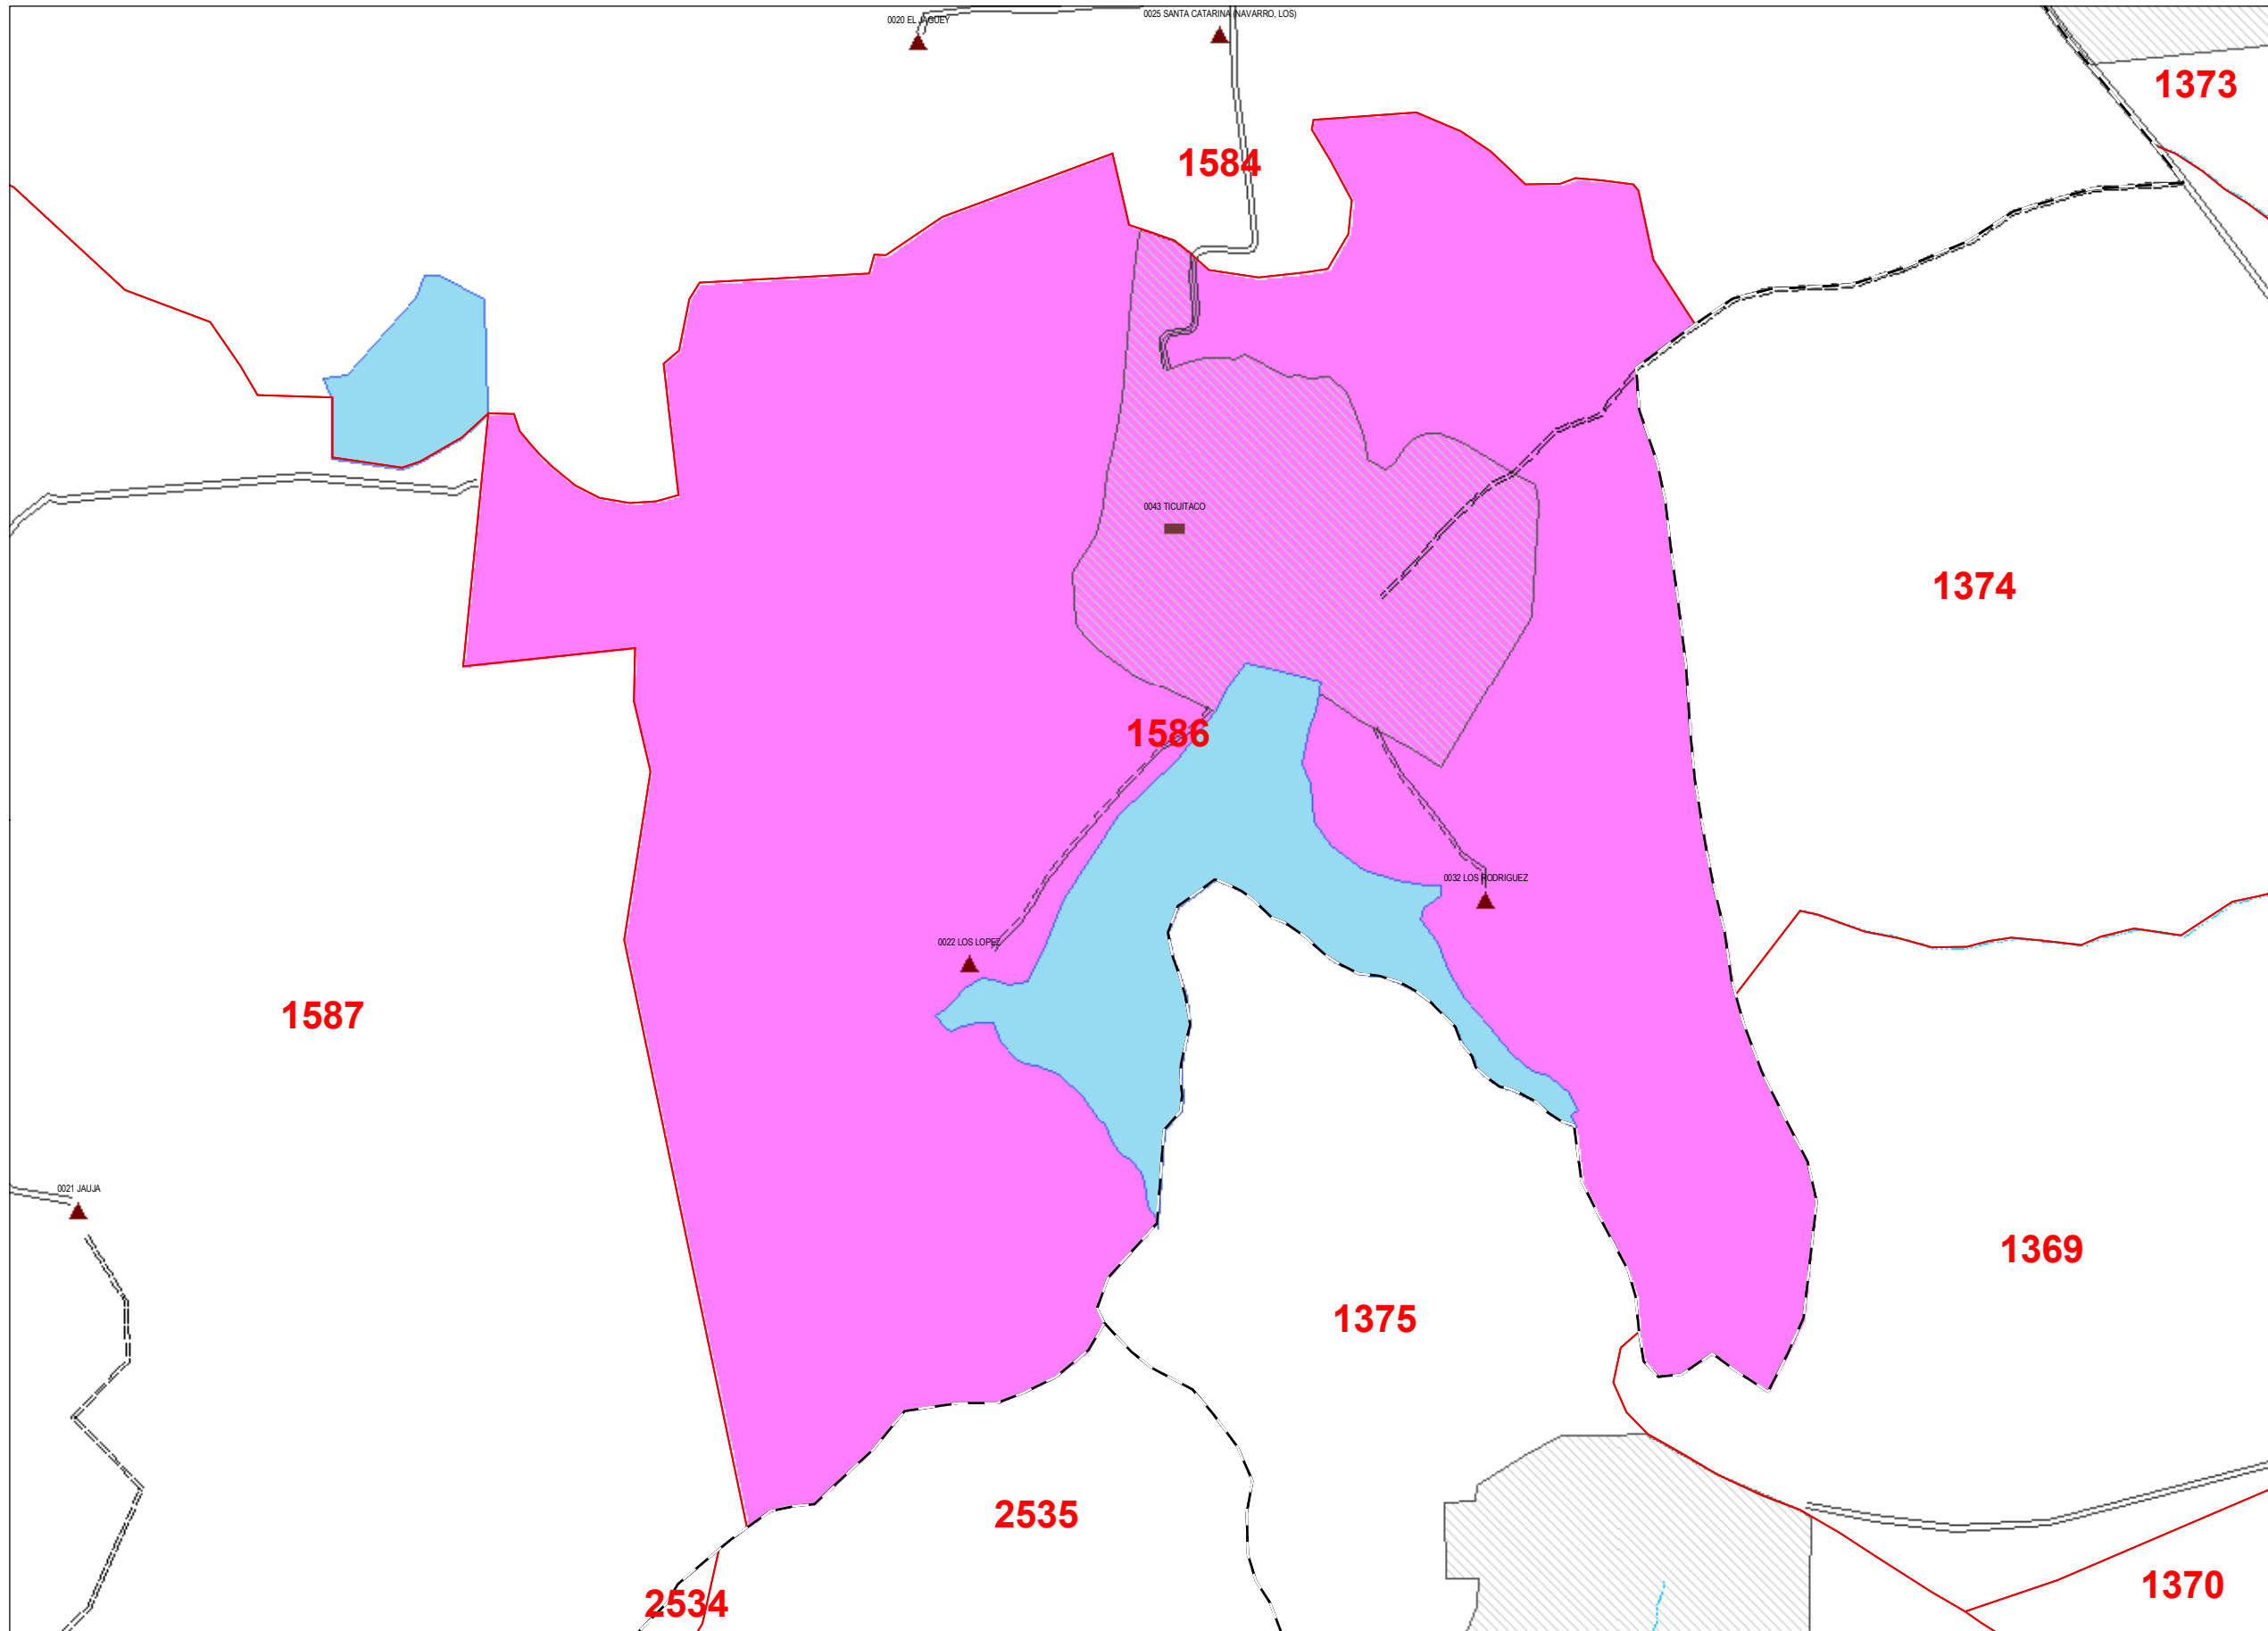 0025 SANTA CATARINA (NAVARRO, LOS)
0020 EL JAGUEY
1373
1584
0043 TICUITACO
1374
1586
0032 LOS RODRIGUEZ
0022 LOS LOPEZ
1587
0021 JAUJA
1369
1375
2535
1370
2534